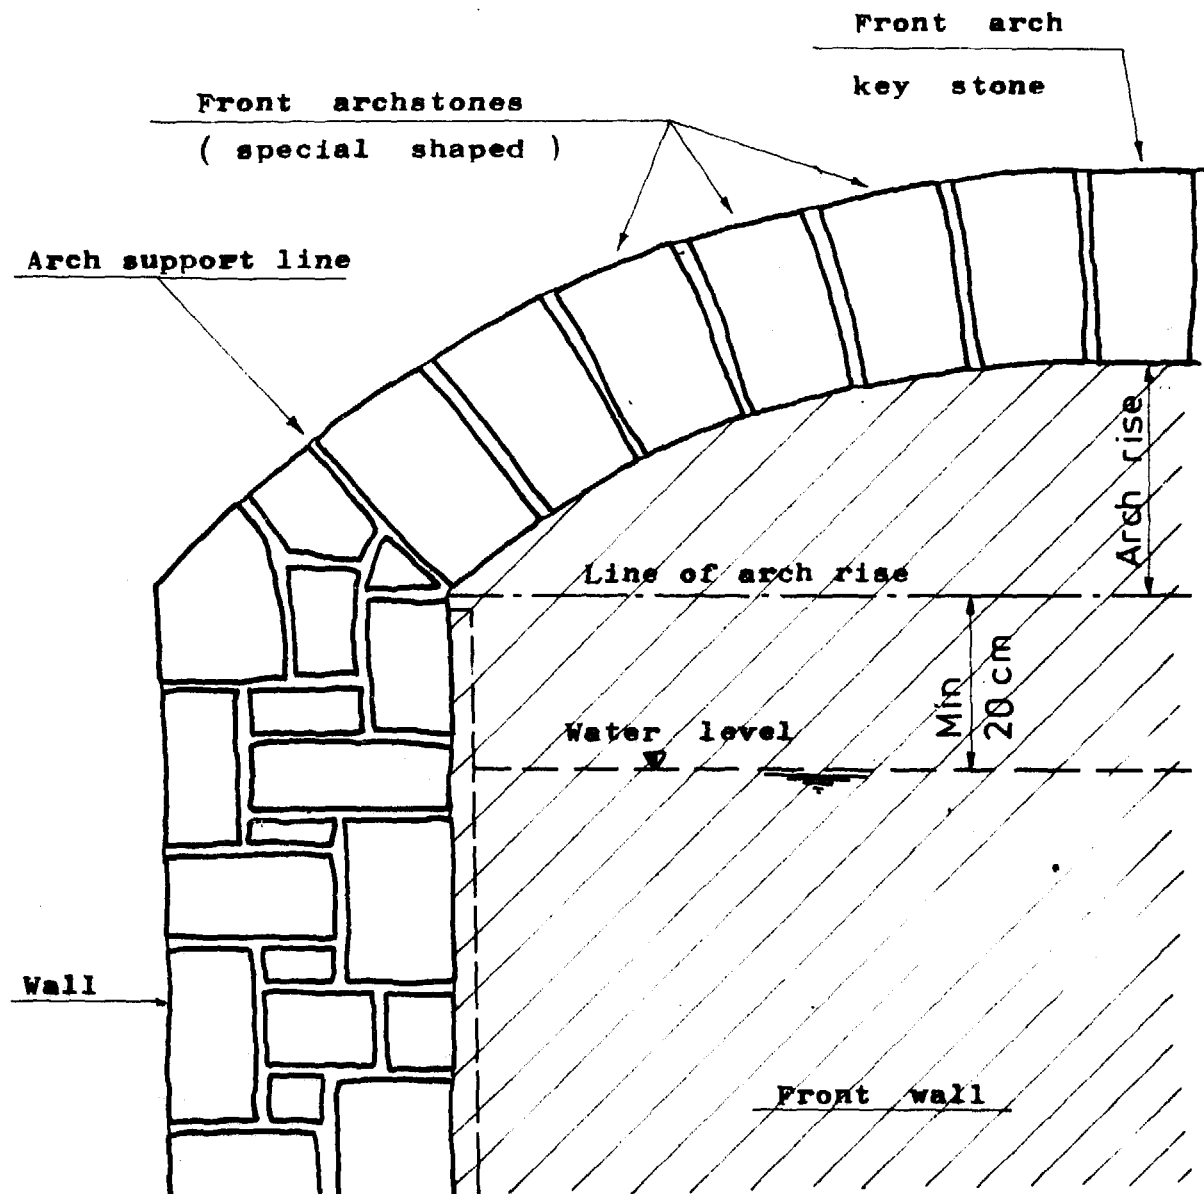 Front arch
key stone
Front archstones
( special shaped )
Arch support line
Arch rise
Line of arch rise
Min
20 cm
Water level
Wall
Front wall